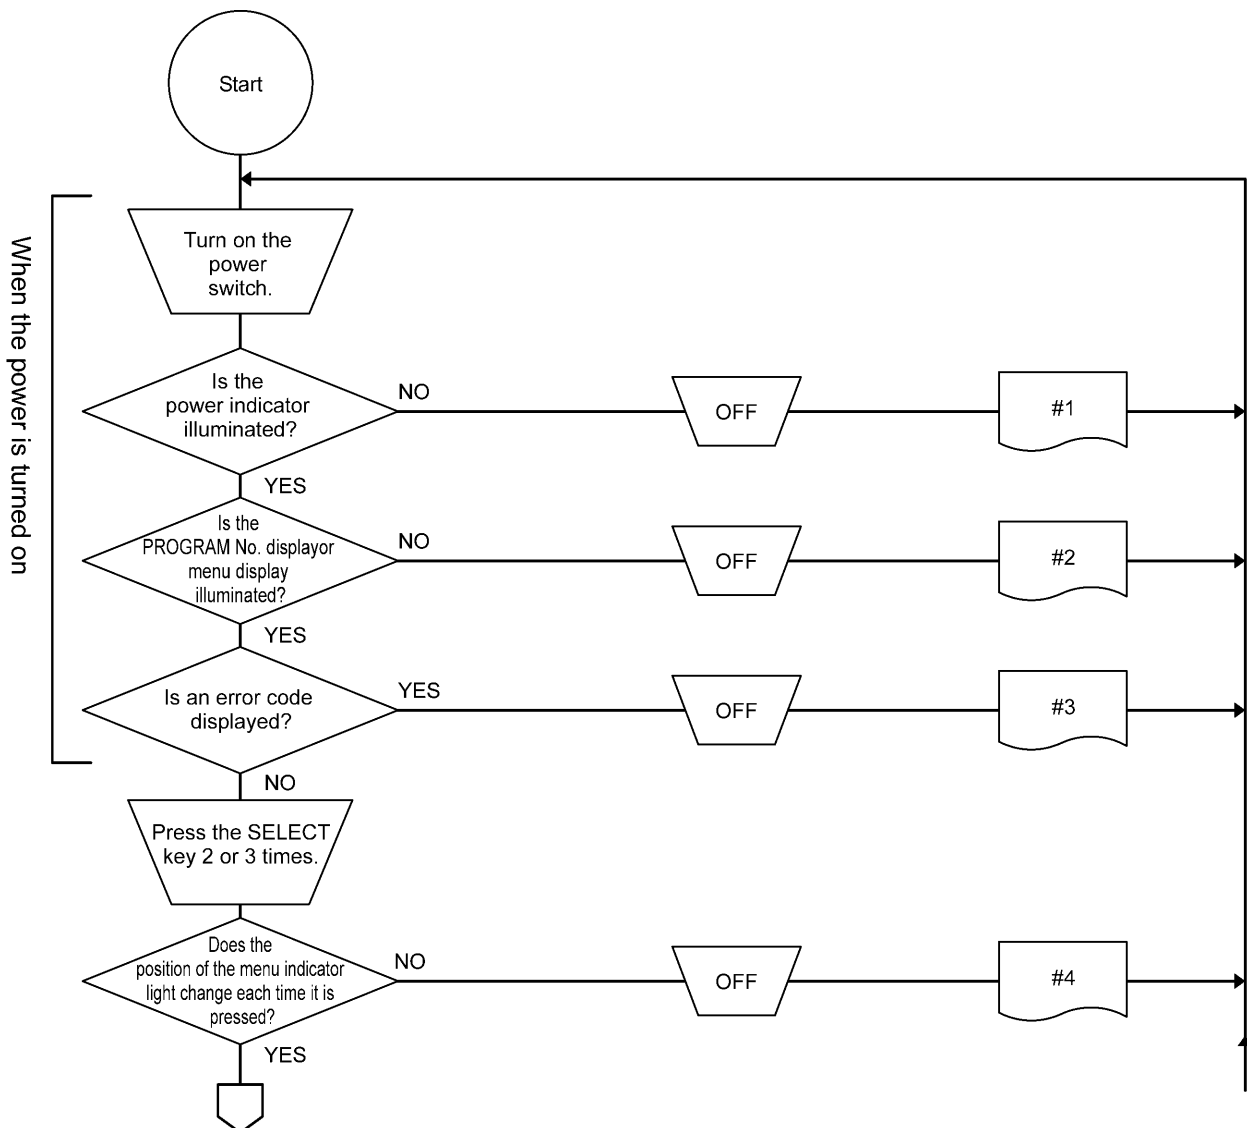 Start
When the power is turned on
Turn on the
power
switch.
Is the
power indicator
illuminated?
NO
OFF
#1
YES
Is the
PROGRAM No. displayor
menu display
illuminated?
NO
OFF
#2
YES
Is an error code
displayed?
YES
OFF
#3
NO
Press the SELECT
key 2 or 3 times.
Does the
position of the menu indicator
light change each time it is
pressed?
NO
OFF
#4
YES